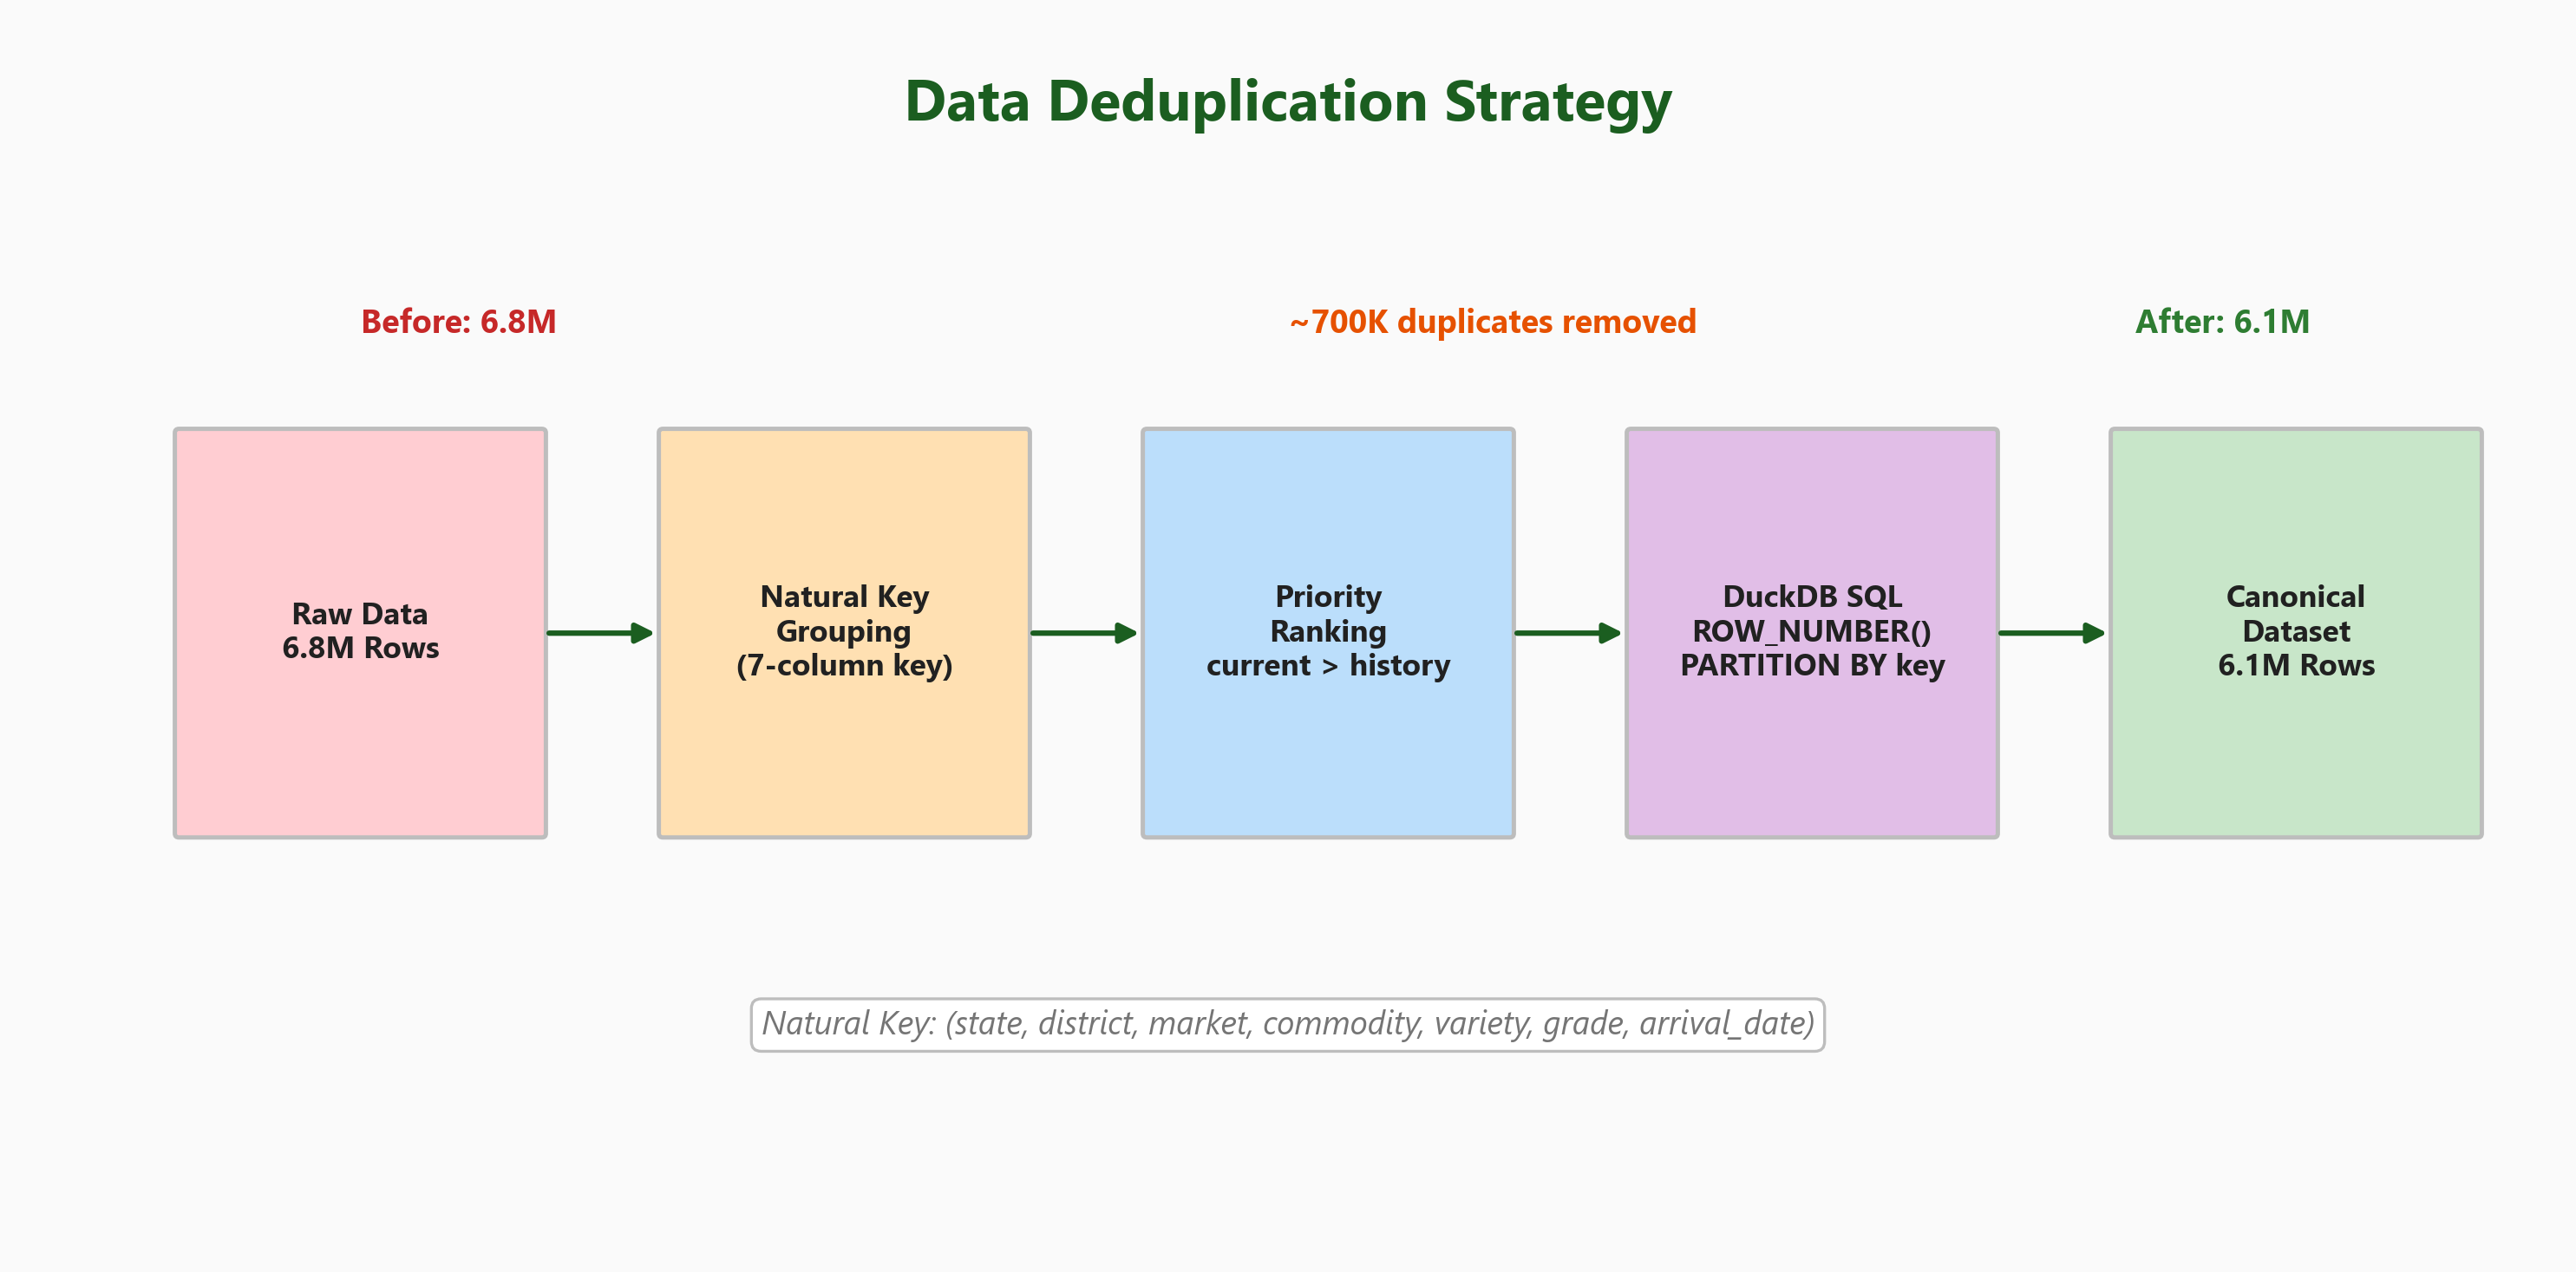 Data Deduplication Strategy
Before: 6.8M
~700K duplicates removed
After: 6.1M
Raw Data
6.8M Rows
Natural Key
Grouping
(7-column key)
Priority
Ranking
current > history
DuckDB SQL
ROW_NUMBER()
PARTITION BY key
Canonical
Dataset
6.1M Rows
Natural Key: (state, district, market, commodity, variety, grade, arrival_date)